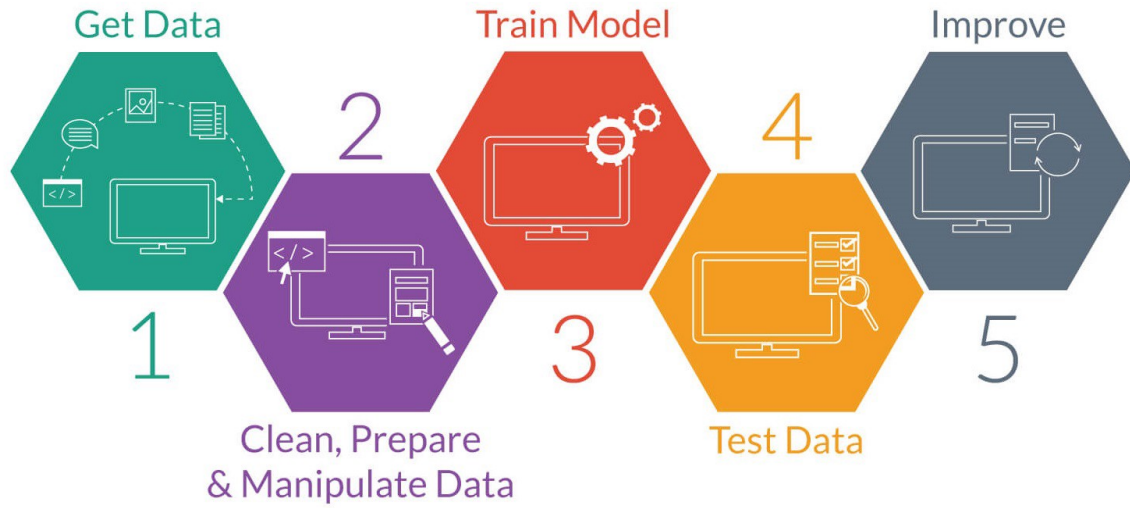 Get Data
1
</>
2
</>
Clean, Prepare
& Manipulate Data
Train Model
3
4
Test Data
Improve
5